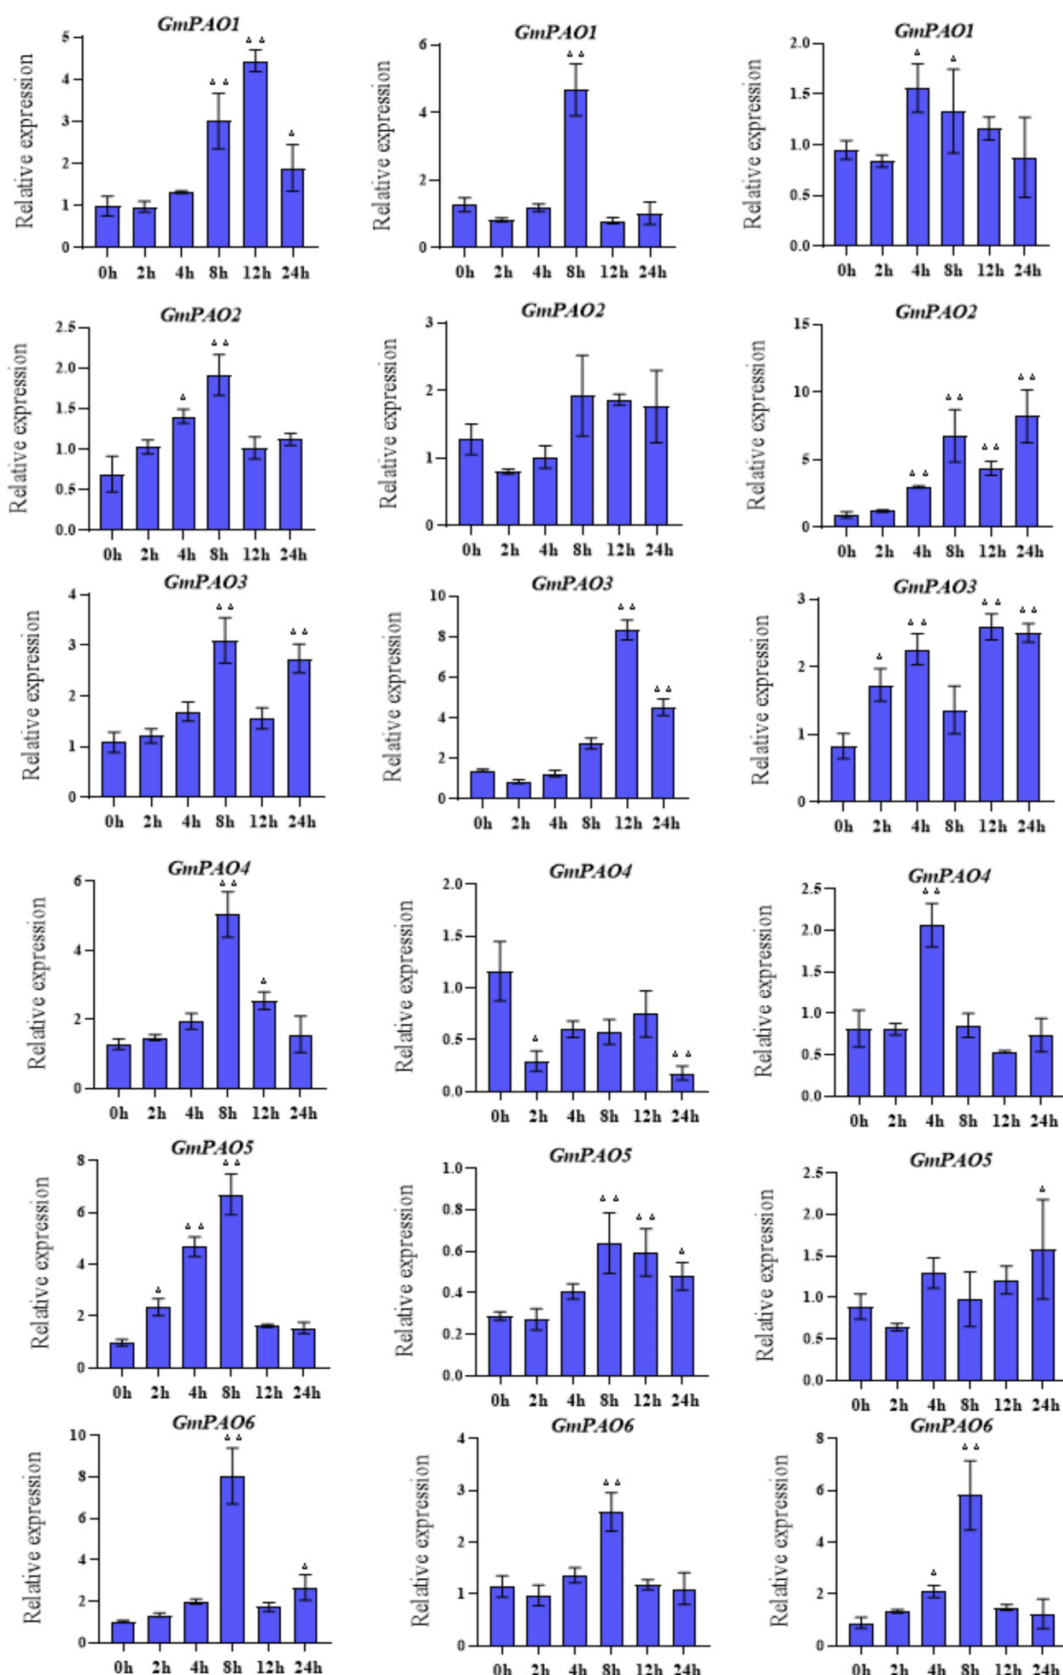 GmPAO1 GmPAO1 GmPAO1
Relative expression Relative expression Relative expression
5 4 3 2 1 0
6 4 2 0
2.0 1.5 1.0 0.5 0.0
0h 2h 4h 8h 12h 24h 0h 2h 4h 8h 12h 24h 0h 2h 4h 8h 12h 24h
GmPAO2 GmPAO2 GmPAO2
Relative expression Relative expression Relative expression
2.5 2.0 1.5 1.0 0.5 0.0
3 2 1 0
15 10 5 0
0h 2h 4h 8h 12h 24h 0h 2h 4h 8h 12h 24h 0h 2h 4h 8h 12h 24h
GmPAO3 GmPAO3 GmPAO3
Relative expression Relative expression Relative expression
4 3 2 1 0
10 8 6 4 2 0
3 2 1 0
0h 2h 4h 8h 12h 24h 0h 2h 4h 8h 12h 24h 0h 2h 4h 8h 12h 24h
GmPAO4 GmPAO4 GmPAO4
Relative expression Relative expression Relative expression
6 4 2 0
2.0 1.5 1.0 0.5 0.0
2.5 2.0 1.5 1.0 0.5 0.0
0h 2h 4h 8h 12h 24h 0h 2h 4h 8h 12h 24h 0h 2h 4h 8h 12h 24h
GmPAO5 GmPAO5 GmPAO5
Relative expression Relative expression Relative expression
8 6 4 2 0
1.0 0.8 0.6 0.4 0.2 0.0
2.5 2.0 1.5 1.0 0.5 0.0
0h 2h 4h 8h 12h 24h 0h 2h 4h 8h 12h 24h 0h 2h 4h 8h 12h 24h
GmPAO6 GmPAO6 GmPAO6
Relative expression Relative expression Relative expression
10 8 6 4 2 0
4 3 2 1 0
8 6 4 2 0
0h 2h 4h 8h 12h 24h 0h 2h 4h 8h 12h 24h 0h 2h 4h 8h 12h 24h